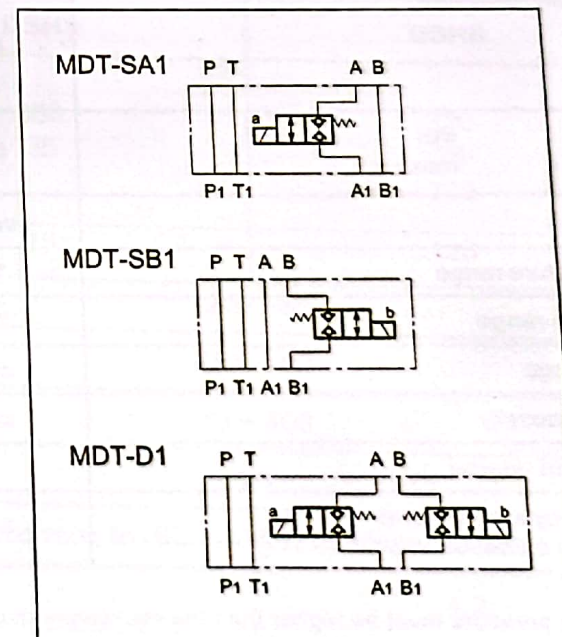 MDT-SA1
P T A B
a
P1 T1 A1 B1
MDT-SB1
P T A B
b
P1 T1 A1 B1
MDT-D1
P T A B
a b
P1 T1 A1 B1